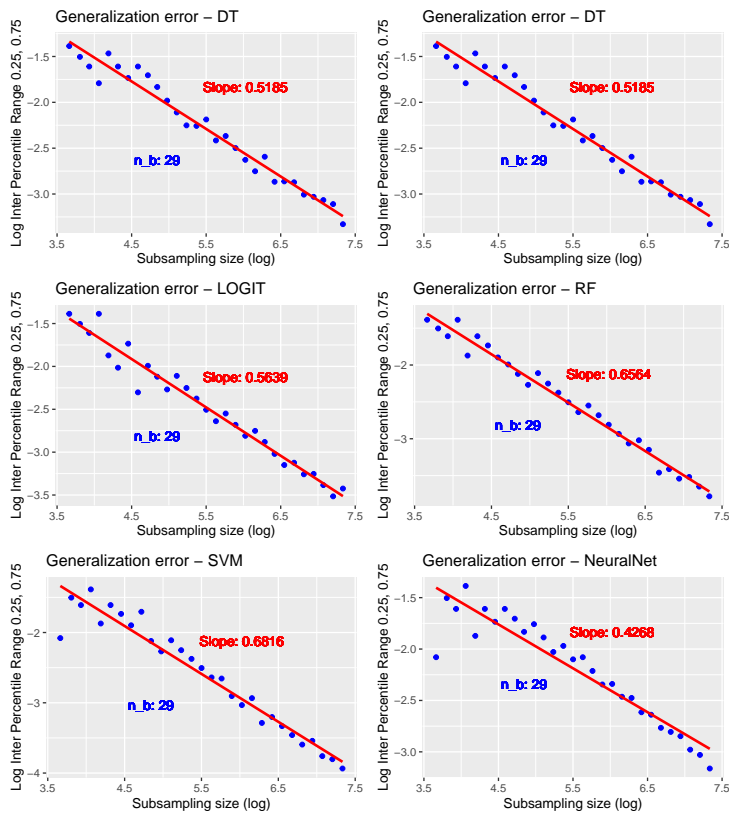 Generalization error – DT
Log Inter Percentile Range 0.25, 0.75
−1.5
−2.0
−2.5
−3.0
Slope: 0.5185
n_b: 29
3.5 4.5 5.5 6.5 7.5
Subsampling size (log)
Generalization error – DT
Log Inter Percentile Range 0.25, 0.75
−1.5
−2.0
−2.5
−3.0
Slope: 0.5185
n_b: 29
3.5 4.5 5.5 6.5 7.5
Subsampling size (log)
Generalization error – LOGIT
Log Inter Percentile Range 0.25, 0.75
−1.5
−2.0
−2.5
−3.0
−3.5
Slope: 0.5639
n_b: 29
3.5 4.5 5.5 6.5 7.5
Subsampling size (log)
Generalization error – RF
Log Inter Percentile Range 0.25, 0.75
−2
−3
Slope: 0.6564
n_b: 29
3.5 4.5 5.5 6.5 7.5
Subsampling size (log)
Generalization error – SVM
Log Inter Percentile Range 0.25, 0.75
−2
−3
−4
Slope: 0.6816
n_b: 29
3.5 4.5 5.5 6.5 7.5
Subsampling size (log)
Generalization error – NeuralNet
Log Inter Percentile Range 0.25, 0.75
−1.5
−2.0
−2.5
−3.0
Slope: 0.4268
n_b: 29
3.5 4.5 5.5 6.5 7.5
Subsampling size (log)